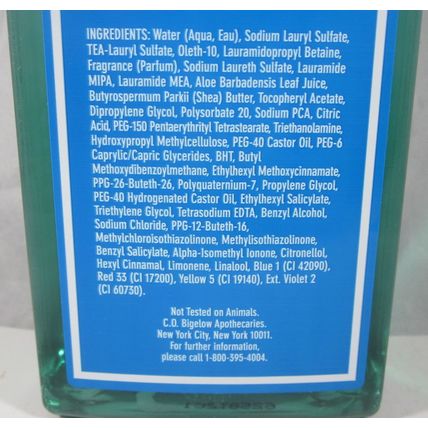 INGREDIENTS: Water (Aqua, Eau), Sodium Lauryl Sulfate,
TEA-Lauryl Sulfate, Oleth-10, Lauramidopropyl Betaine,
Fragrance (Parfum), Sodium Laureth Sulfate, Lauramide
MIPA, Lauramide MEA, Aloe Barbadensis Leaf Juice,
Butyrospermum Parkii (Shea) Butter, Tocopheryl Acetate,
Dipropylene Glycol, Polysorbate 20, Sodium PCA, Citric
Acid, PEG-150 Pentaerythrityl Tetrastearate, Triethanolamine,
Hydroxypropyl Methylcellulose, PEG-40 Castor Oil, PEG-6
Caprylic/Capric Glycerides, BHT, Butyl
Methoxydibenzoylmethane, Ethylhexyl Methoxycinnamate,
PPG-26-Buteth-26, Polyquaternium-7, Propylene Glycol,
PEG-40 Hydrogenated Castor Oil, Ethylhexyl Salicylate,
Triethylene Glycol, Tetrasodium EDTA, Benzyl Alcohol,
Sodium Chloride, PPG-12-Buteth-16,
Methylchloroisothiazolinone, Methylisothiazolinone,
Benzyl Salicylate, Alpha-Isomethyl Ionone, Citronellol,
Hexyl Cinnamal, Limonene, Linalool, Blue 1 (CI 42090),
Red 33 (CI 17200), Yellow 5 (CI 19140), Ext. Violet 2
(CI 60730).
Not Tested on Animals.
C.O. Bigelow Apothecaries.
New York City, New York 10011.
For further information,
please call 1-800-395-4004.